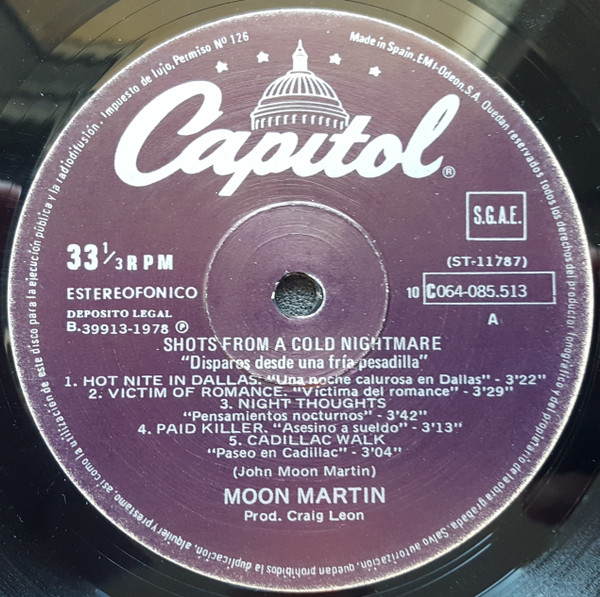 Impuesto de lujo, Permiso Nº 126
Made in Spain, EMI-Odeon, S.A. Quedan reservados todos los derechos del productor fonográfico y del propietario de la obra grabada. Salvo autorización, quedan prohibidos la duplicación, alquiler y préstamo, así como la utilización de este disco para la ejecución pública y la radiodifusión.
Capitol®
S.G.A.E.
33 1/3 RPM
(ST-11787)
ESTEREOFONICO
10 C064-085.513
DEPOSITO LEGAL
B-39913-1978 Ⓟ
A
SHOTS FROM A COLD NIGHTMARE
"Disparos desde una fría pesadilla"
1. HOT NITE IN DALLAS. "Una noche calurosa en Dallas" - 3'22"
2. VICTIM OF ROMANCE. "Víctima del romance" - 3'29"
3. NIGHT THOUGHTS
"Pensamientos nocturnos" - 3'42"
4. PAID KILLER. "Asesino a sueldo" - 3'13"
5. CADILLAC WALK
"Paseo en Cadillac" - 3'04"
(John Moon Martin)
MOON MARTIN
Prod. Craig Leon